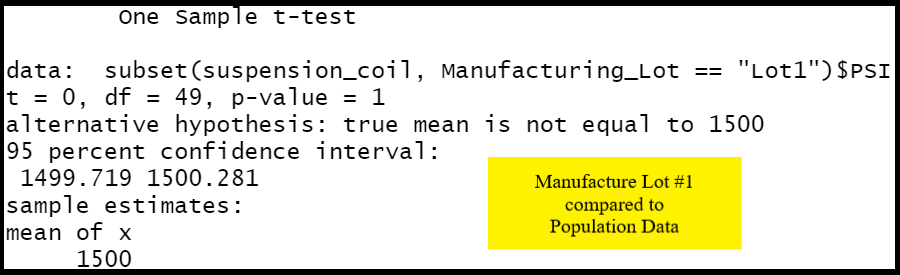 One Sample t-test
data:  subset(suspension_coil, Manufacturing_Lot == "Lot1")$PSI
t = 0, df = 49, p-value = 1
alternative hypothesis: true mean is not equal to 1500
95 percent confidence interval:
1499.719 1500.281
sample estimates:
mean of x
1500
Manufacture Lot #1
compared to
Population Data